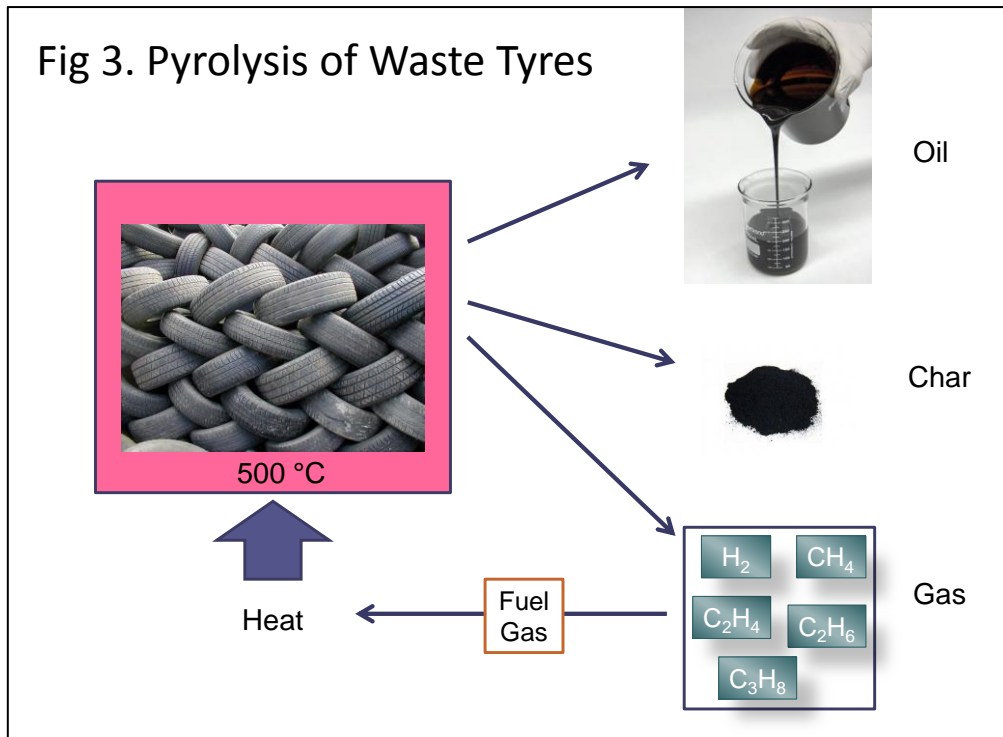 Fig 3. Pyrolysis of Waste Tyres
Oil
500 °C
Char
H₂
CH₄
C₂H₄
C₂H₆
C₃H₈
Gas
Fuel
Gas
Heat